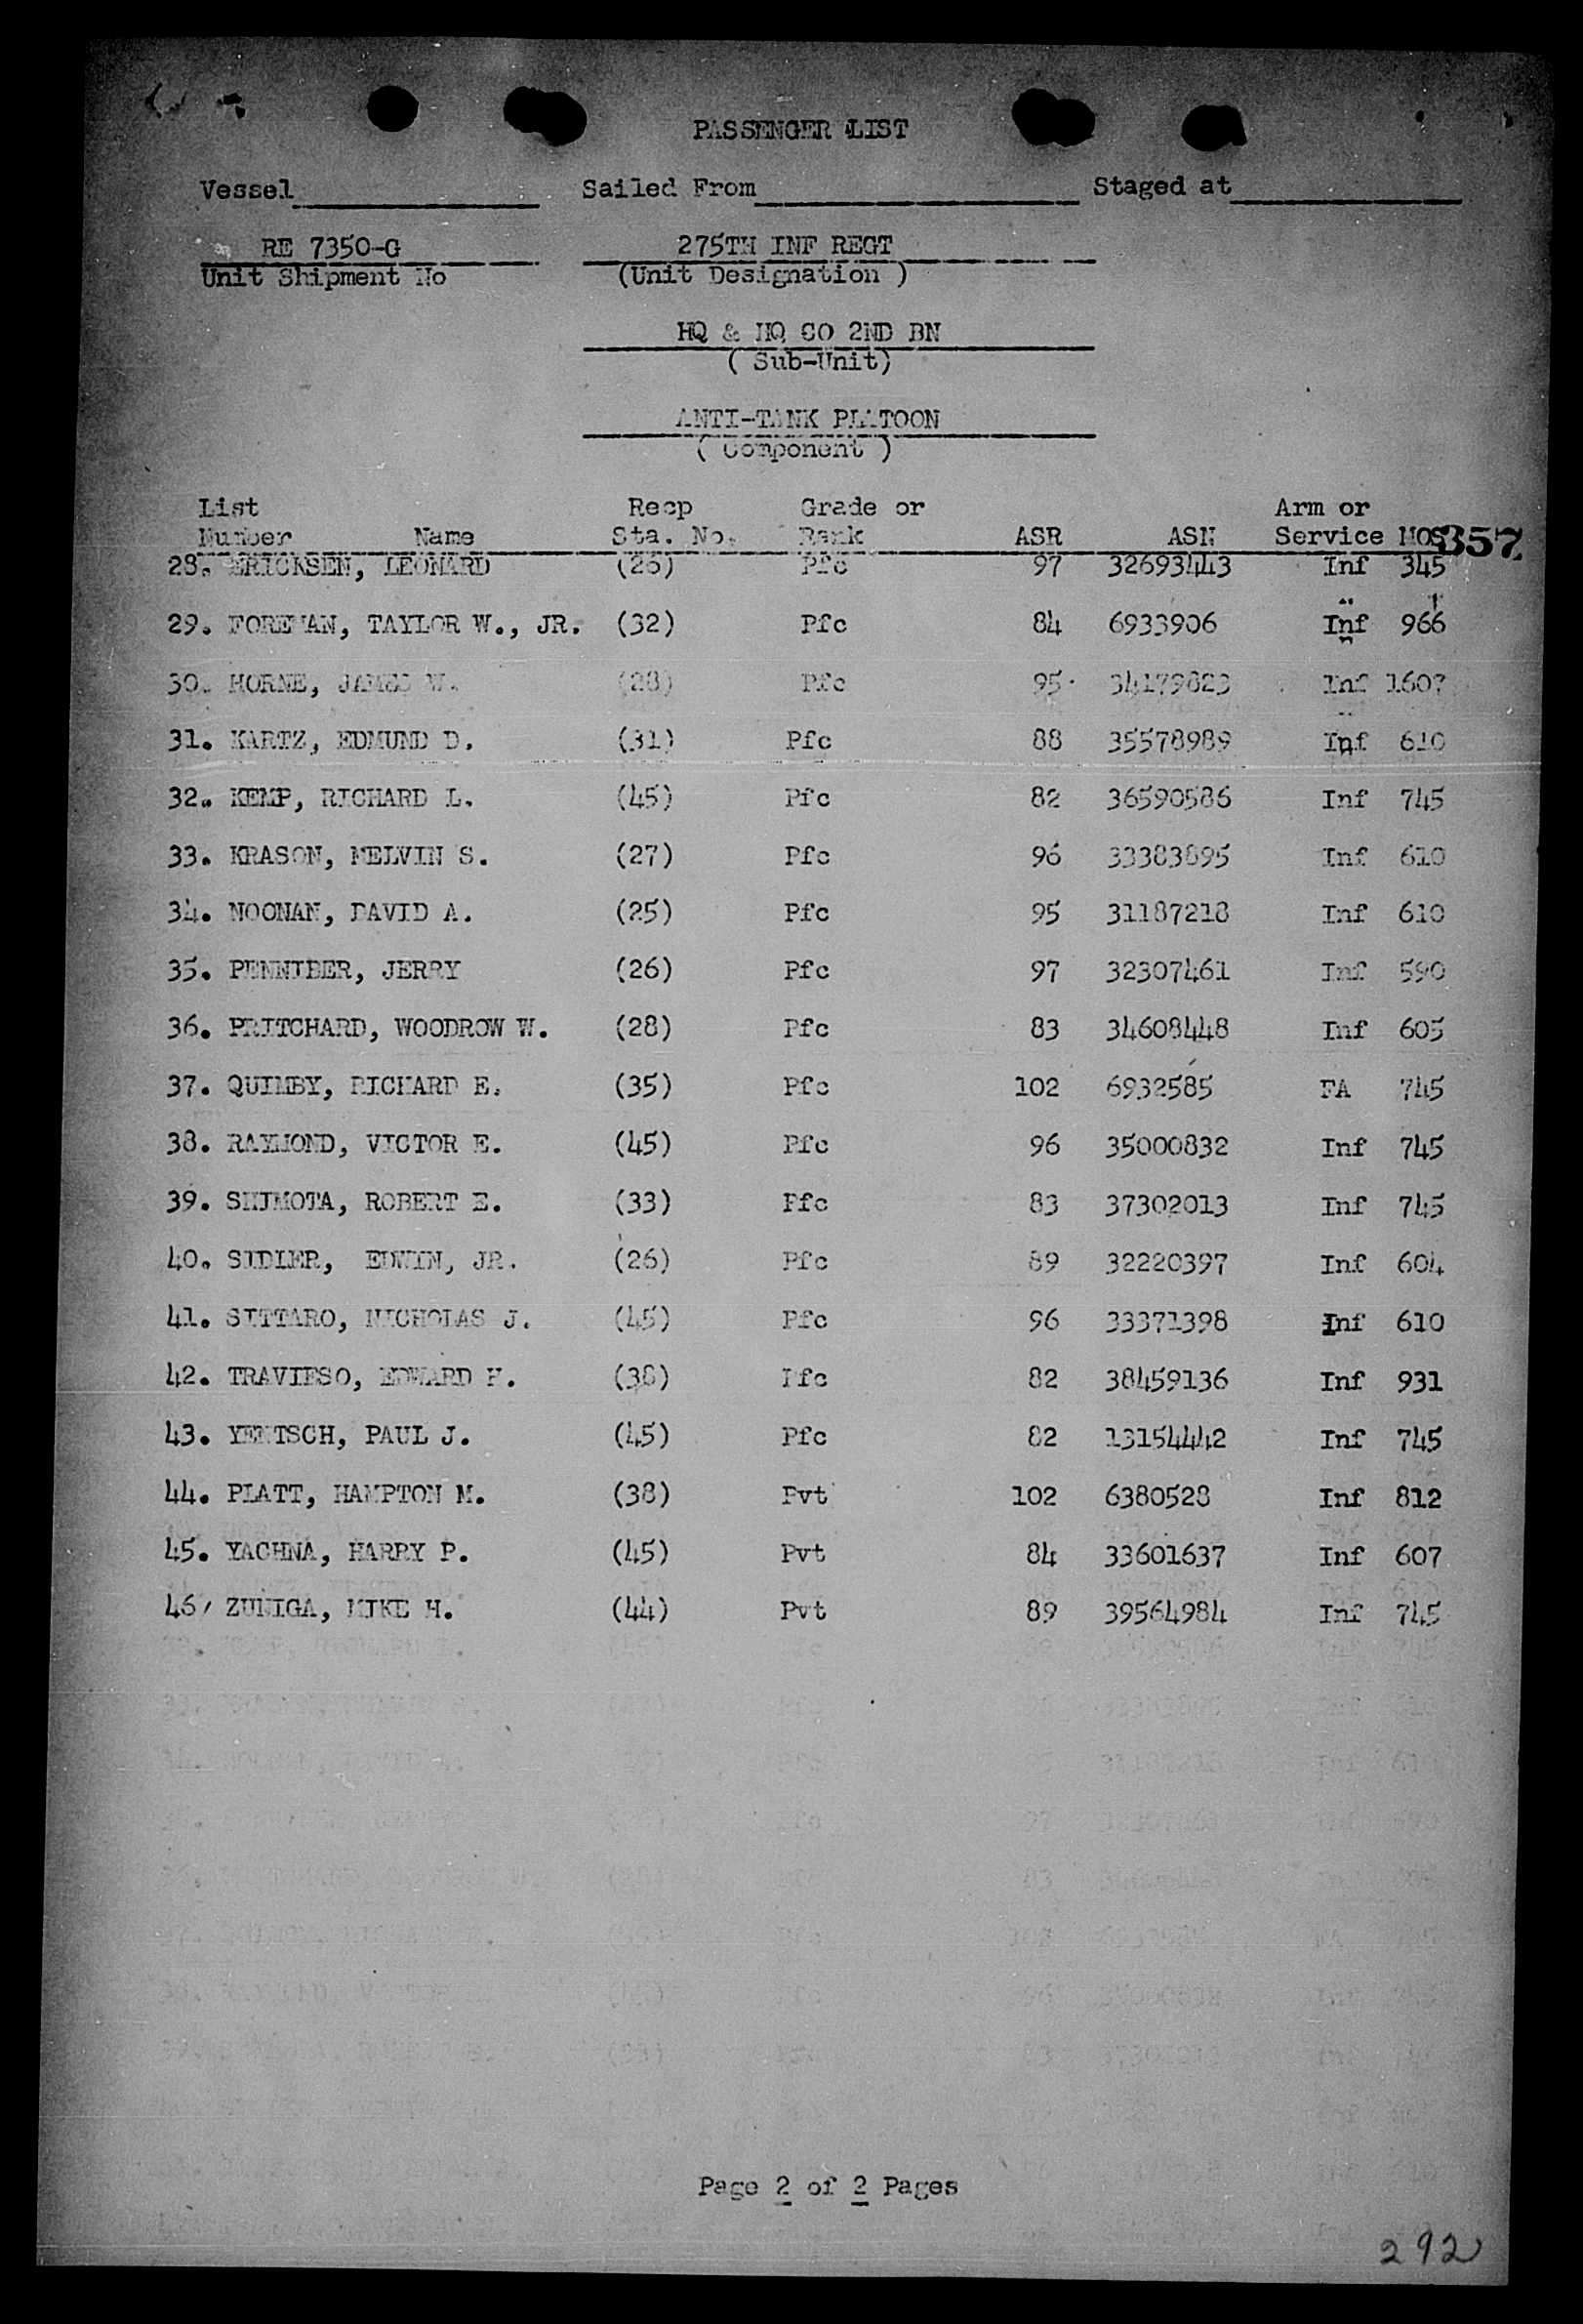 PASSENGER LIST
Vessel Sailed From Staged at
RE 7350-G 275TH INF REGT
Unit Shipment No (Unit Designation )
HQ & HQ CO 2ND BN
( Sub-Unit)
ANTI-TANK PLATOON
( Component )
List Recp Grade or Arm or
Number Name Sta. No. Rank ASR ASN Service MOS 357
28. ERICKSEN, LEONARD (26) Pfc 97 32693443 Inf 345
29. FOREMAN, TAYLOR W., JR. (32) Pfc 84 6933906 Inf 966
30. HORNE, JAMES W. (28) Pfc 95 34179823 Inf 1607
31. KARTZ, EDMUND D. (31) Pfc 88 35578989 Inf 610
32. KEMP, RICHARD L. (45) Pfc 82 36590586 Inf 745
33. KRASON, MELVIN S. (27) Pfc 96 33383895 Inf 610
34. NOONAN, DAVID A. (25) Pfc 95 31187218 Inf 610
35. PENNIBER, JERRY (26) Pfc 97 32307461 Inf 590
36. PRITCHARD, WOODROW W. (28) Pfc 83 34608448 Inf 605
37. QUIMBY, RICHARD E. (35) Pfc 102 6932585 FA 745
38. RAYMOND, VICTOR E. (45) Pfc 96 35000832 Inf 745
39. SHIMOTA, ROBERT E. (33) Pfc 83 37302013 Inf 745
40. SIDLER, EDWIN, JR. (26) Pfc 89 32220397 Inf 604
41. SITTARO, NICHOLAS J. (45) Pfc 96 33371398 Inf 610
42. TRAVIESO, EDWARD H. (38) Pfc 82 38459136 Inf 931
43. YENTSCH, PAUL J. (45) Pfc 82 13154442 Inf 745
44. PLATT, HAMPTON M. (38) Pvt 102 6380528 Inf 812
45. YACHNA, HARRY P. (45) Pvt 84 33601637 Inf 607
46. ZUNIGA, MIKE H. (44) Pvt 89 39564984 Inf 745
Page 2 of 2 Pages
292